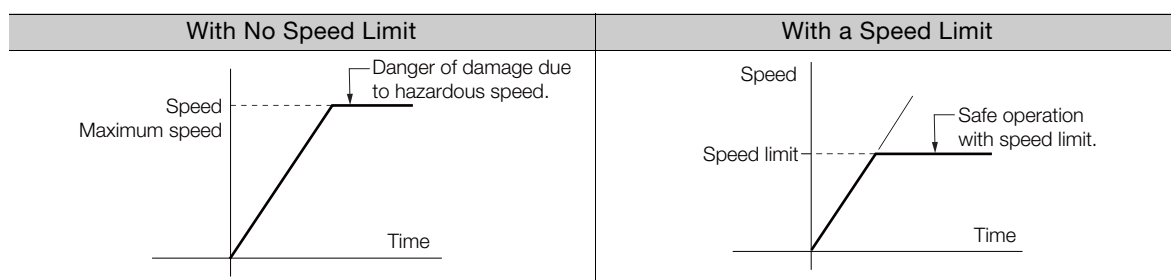 With No Speed Limit
With a Speed Limit
Danger of damage due
to hazardous speed.
Speed
Maximum speed
Time
Speed
Safe operation
with speed limit.
Speed limit
Time